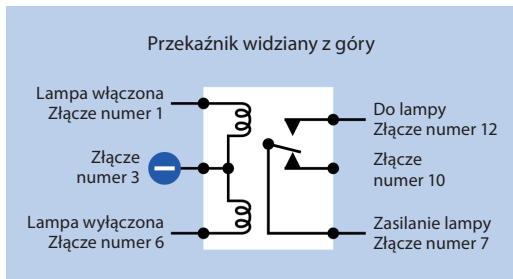 Przekaźnik widziany z góry
Lampa włączona
Złącze numer 1
Złącze
numer 3
Lampa wyłączona
Złącze numer 6
Do lampy
Złącze numer 12
Złącze
numer 10
Zasilanie lampy
Złącze numer 7